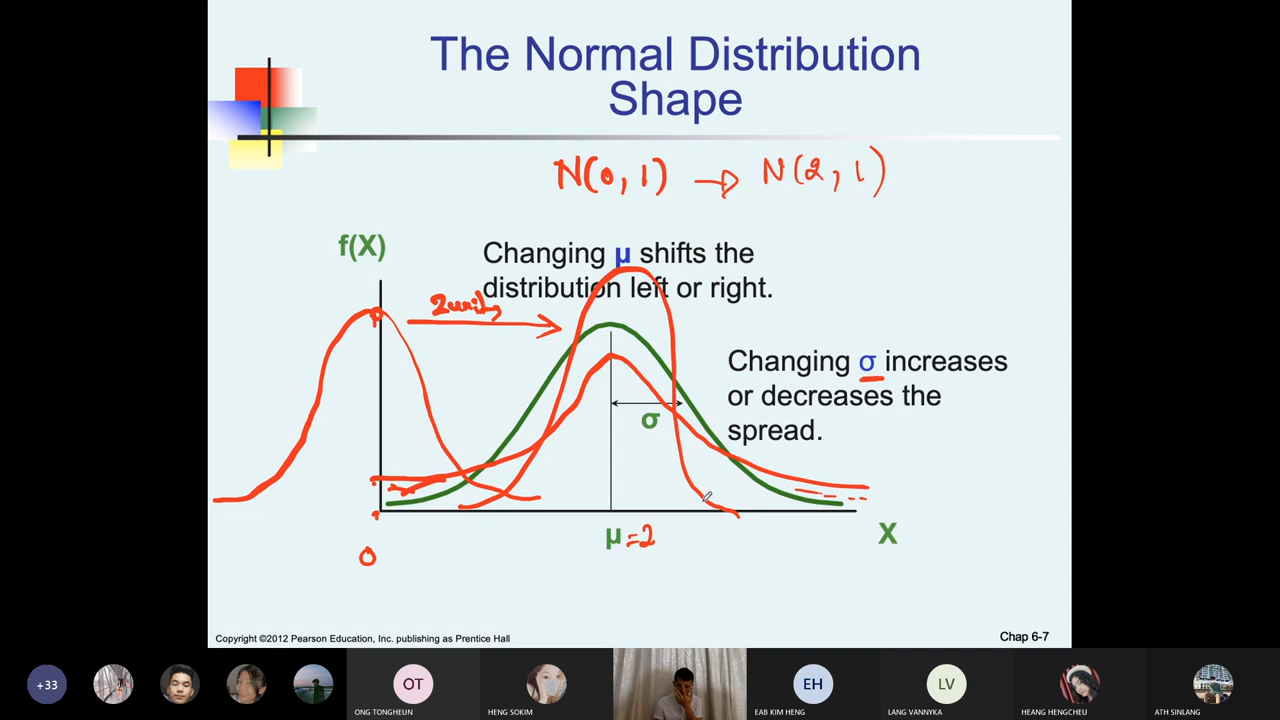 The Normal Distribution
Shape
N(0, 1) → N(2, 1)
f(X)
Changing μ shifts the
distribution left or right.
2 units
Changing σ increases
or decreases the
spread.
σ
μ =2
X
0
Copyright ©2012 Pearson Education, Inc. publishing as Prentice Hall
Chap 6-7
+33
OT
EH
LV
ONG TONGHEUN
HENG SOKIM
EAB KIM HENG
LANG VANNYKA
HEANG HENGCHEU
ATH SINLANG